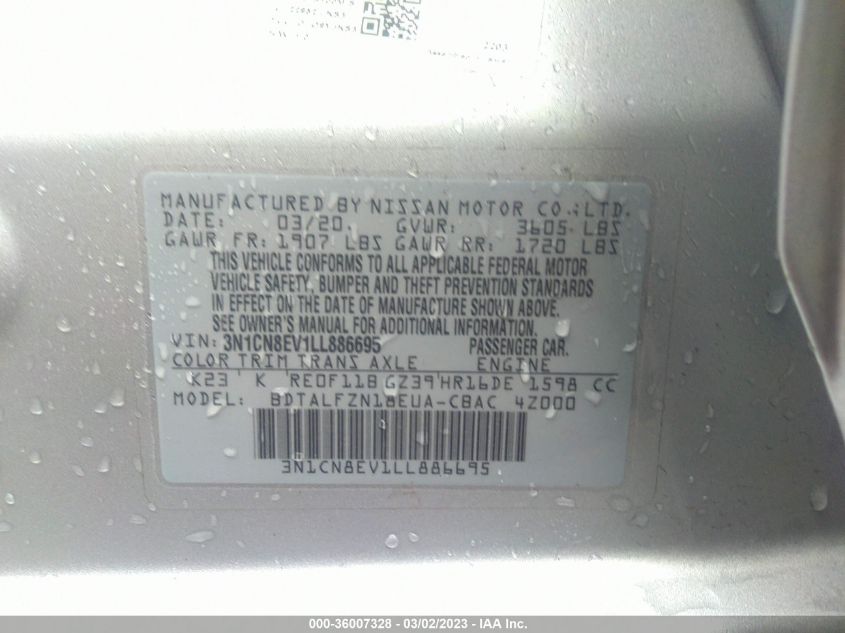 MANUFACTURED BY NISSAN MOTOR CO., LTD.
DATE: 03/20 GVWR: 3605 LBS
GAWR FR: 1907 LBS GAWR RR: 1720 LBS
THIS VEHICLE CONFORMS TO ALL APPLICABLE FEDERAL MOTOR
VEHICLE SAFETY, BUMPER AND THEFT PREVENTION STANDARDS
IN EFFECT ON THE DATE OF MANUFACTURE SHOWN ABOVE.
SEE OWNER'S MANUAL FOR ADDITIONAL INFORMATION.
VIN: 3N1CN8EV1LL886695 PASSENGER CAR.
COLOR TRIM TRANS AXLE ENGINE
K23 K RE0F11B GZ39 HR16DE 1598 CC
MODEL: BDTALFZN18EUA-CBAC 4Z000
3N1CN8EV1LL886695
000-36007328 - 03/02/2023 - IAA Inc.